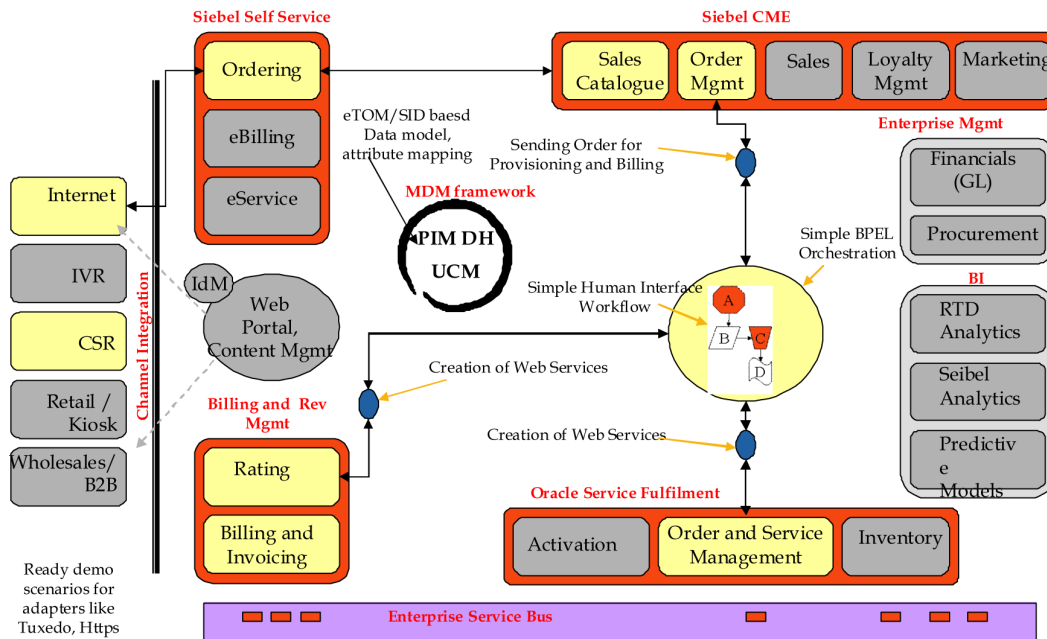 Siebel Self Service
Siebel CME
Ordering
eBilling
eService
Sales
Catalogue
Order
Mgmt
Sales
Loyalty
Mgmt
Marketing
eTOM/SID baesd
Data model,
attribute mapping
Sending Order for
Provisioning and Billing
Enterprise Mgmt
Financials
(GL)
Procurement
MDM framework
PIM DH
UCM
Simple BPEL
Orchestration
Internet
IVR
CSR
Retail /
Kiosk
Wholesales/
B2B
Channel Integration
IdM
Web
Portal,
Content Mgmt
Simple Human Interface
Workflow
A
B
C
D
BI
RTD
Analytics
Seibel
Analytics
Predictiv
e
Models
Creation of Web Services
Billing and Rev
Mgmt
Creation of Web Services
Rating
Billing and
Invoicing
Oracle Service Fulfilment
Activation
Order and Service
Management
Inventory
Ready demo
scenarios for
adapters like
Tuxedo, Https
Enterprise Service Bus